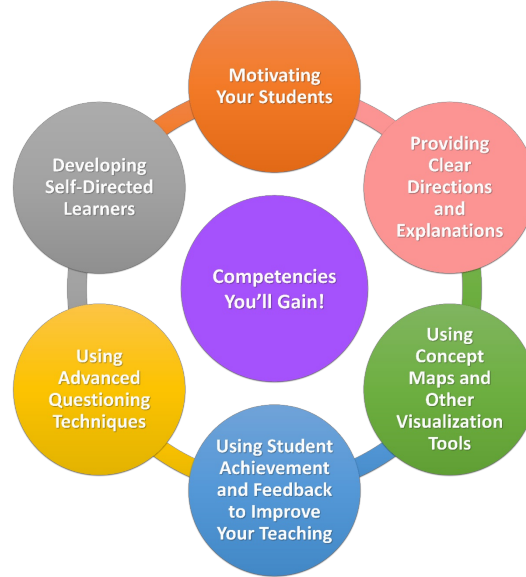 Motivating
Your Students
Providing
Clear
Directions
and
Explanations
Using
Concept
Maps and
Other
Visualization
Tools
Using Student
Achievement
and Feedback
to Improve
Your Teaching
Using
Advanced
Questioning
Techniques
Developing
Self-Directed
Learners
Competencies
You'll Gain!